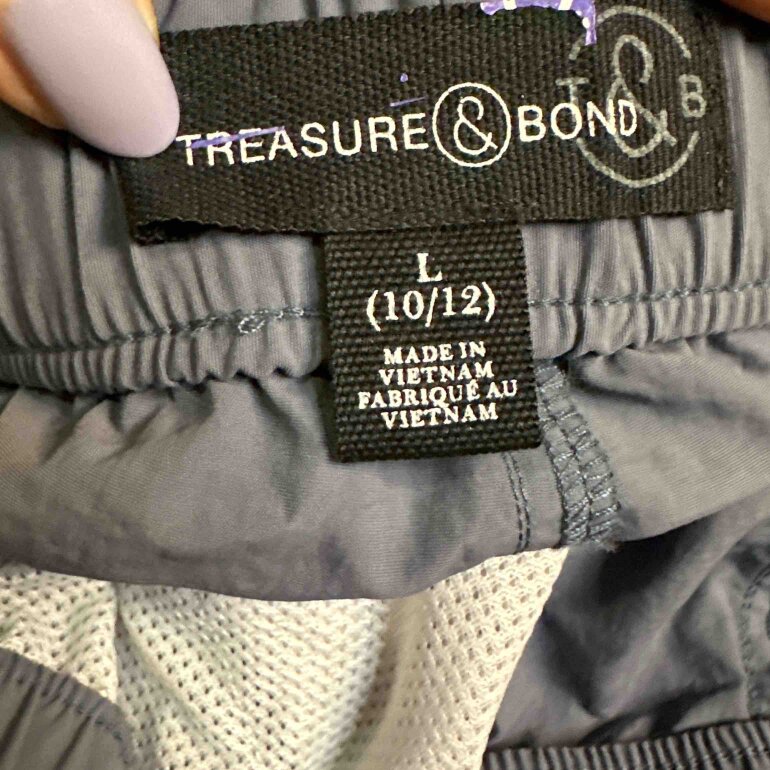 TREASURE & BOND
T & B
L
(10/12)
MADE IN
VIETNAM
FABRIQUÉ AU
VIETNAM